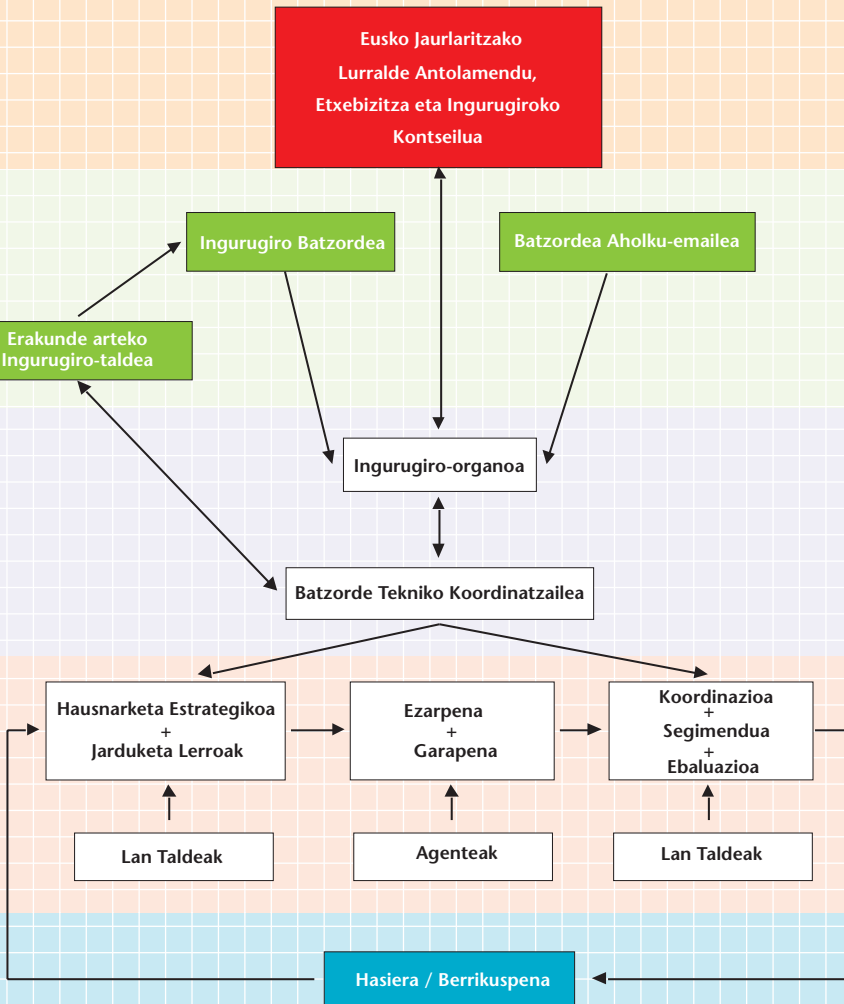 Eusko Jaurlaritzako
Lurralde Antolamendu,
Etxebizitza eta Ingurugiroko
Kontseilua
Ingurugiro Batzordea
Batzordea Aholku-emailea
Erakunde arteko
Ingurugiro-taldea
Ingurugiro-organoa
Batzorde Tekniko Koordinatzailea
Hausnarketa Estrategikoa
+
Jarduketa Lerroak
Ezarpena
+
Garapena
Koordinazioa
+
Segimendua
+
Ebaluazioa
Lan Taldeak
Agenteak
Lan Taldeak
Hasiera / Berrikuspena